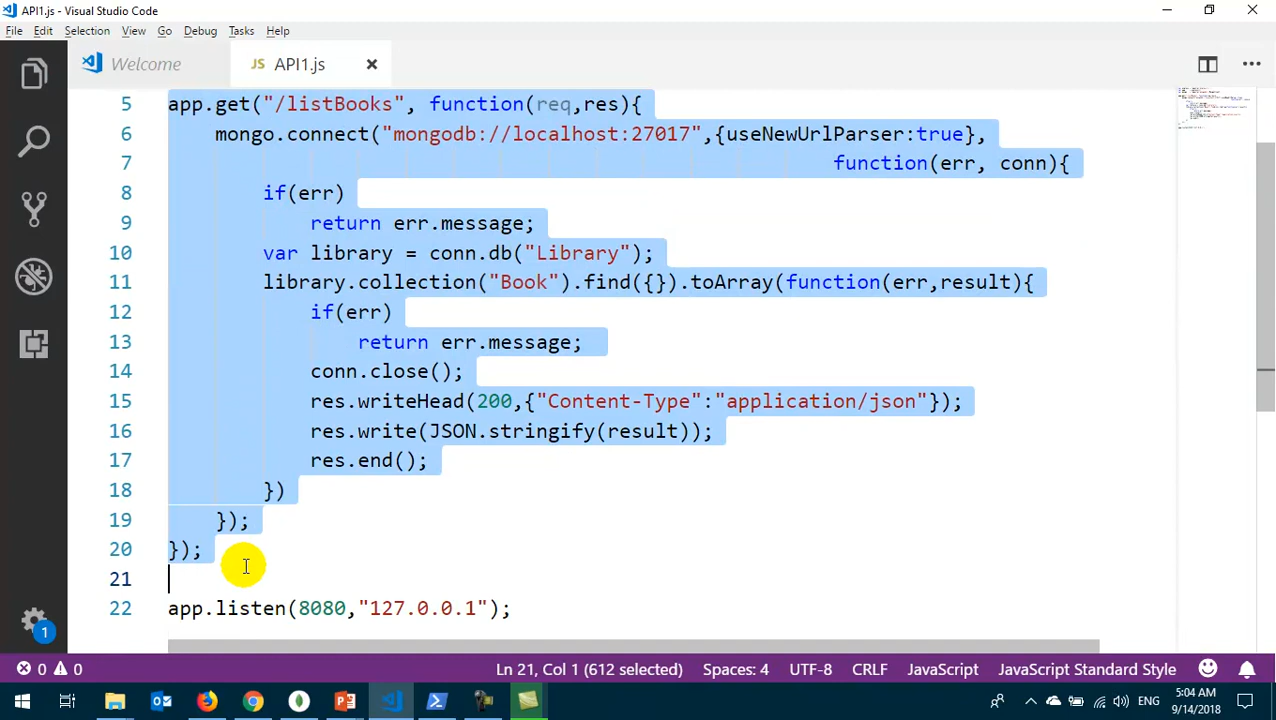 API1.js - Visual Studio Code
File Edit Selection View Go Debug Tasks Help
Welcome JS API1.js
5 app.get("/listBooks", function(req,res){
6 mongo.connect("mongodb://localhost:27017",{useNewUrlParser:true},
7 function(err, conn){
8 if(err)
9 return err.message;
10 var library = conn.db("Library");
11 library.collection("Book").find({}).toArray(function(err,result){
12 if(err)
13 return err.message;
14 conn.close();
15 res.writeHead(200,{"Content-Type":"application/json"});
16 res.write(JSON.stringify(result));
17 res.end();
18 })
19 });
20 });
21
22 app.listen(8080,"127.0.0.1");
1
0 0 Ln 21, Col 1 (612 selected) Spaces: 4 UTF-8 CRLF JavaScript JavaScript Standard Style
ENG
5:04 AM
9/14/2018